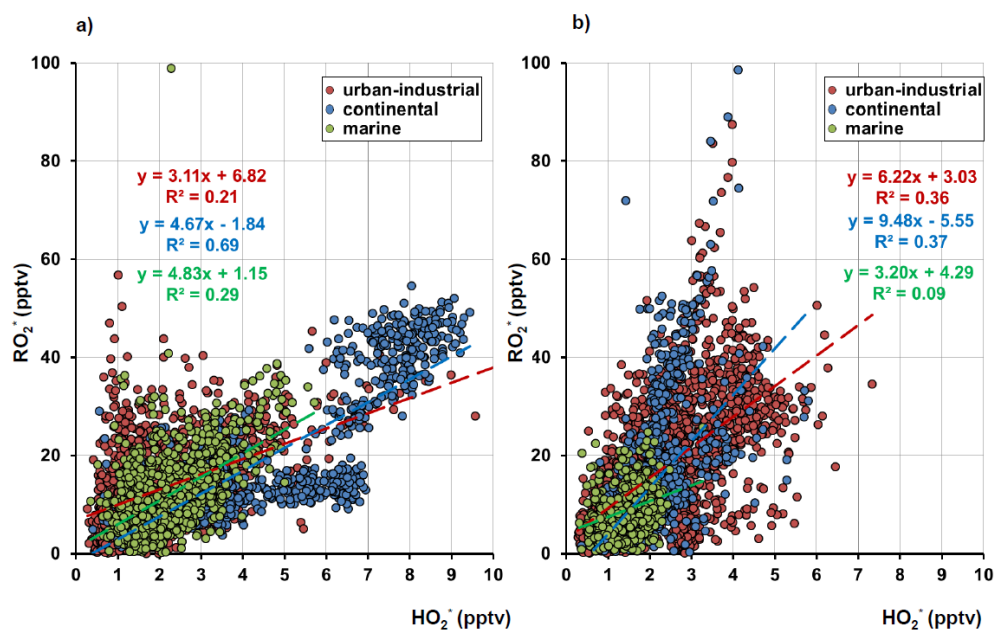 a)
RO₂* (pptv)
100
80
60
40
20
0
urban-industrial
continental
marine
y = 3.11x + 6.82
R² = 0.21
y = 4.67x - 1.84
R² = 0.69
y = 4.83x + 1.15
R² = 0.29
0 1 2 3 4 5 6 7 8 9 10
HO₂* (pptv)
b)
RO₂* (pptv)
100
80
60
40
20
0
urban-industrial
continental
marine
y = 6.22x + 3.03
R² = 0.36
y = 9.48x - 5.55
R² = 0.37
y = 3.20x + 4.29
R² = 0.09
0 1 2 3 4 5 6 7 8 9 10
HO₂* (pptv)